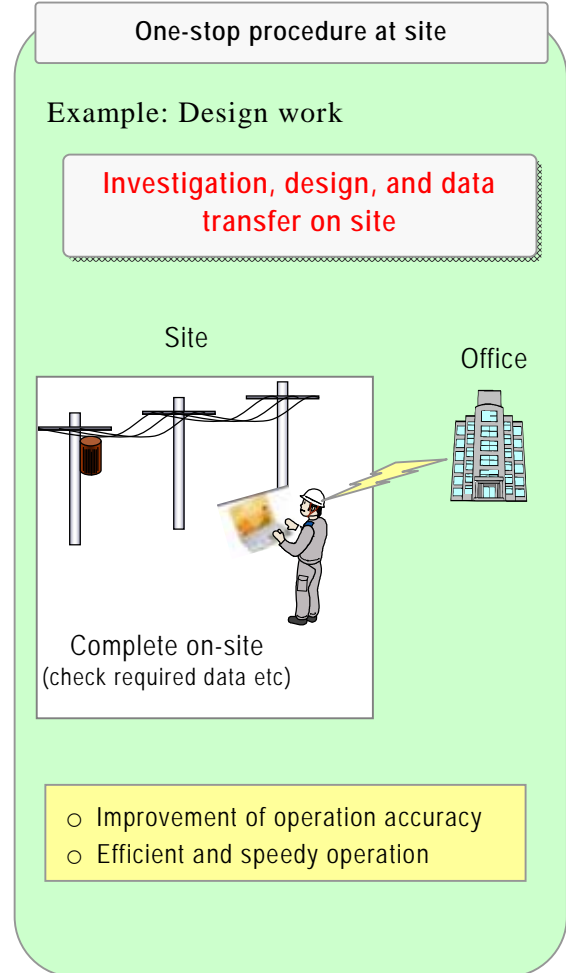 One-stop procedure at site
Example: Design work
Investigation, design, and data
transfer on site
Site
Office
Complete on-site
(check required data etc)
○ Improvement of operation accuracy
○ Efficient and speedy operation